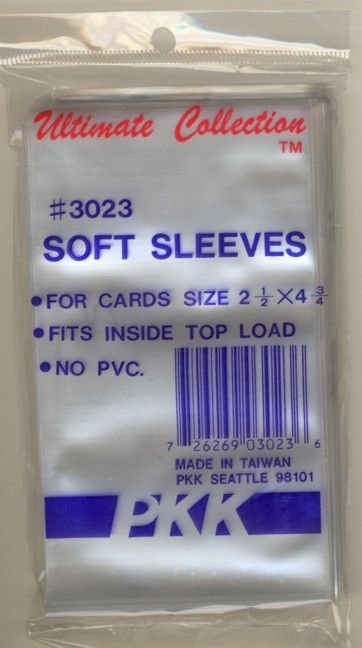 Ultimate Collection
TM
#3023
SOFT SLEEVES
•FOR CARDS SIZE 2 1/2 × 4 3/4
•FITS INSIDE TOP LOAD
•NO PVC.
7 26269 03023 6
MADE IN TAIWAN
PKK SEATTLE 98101
PKK